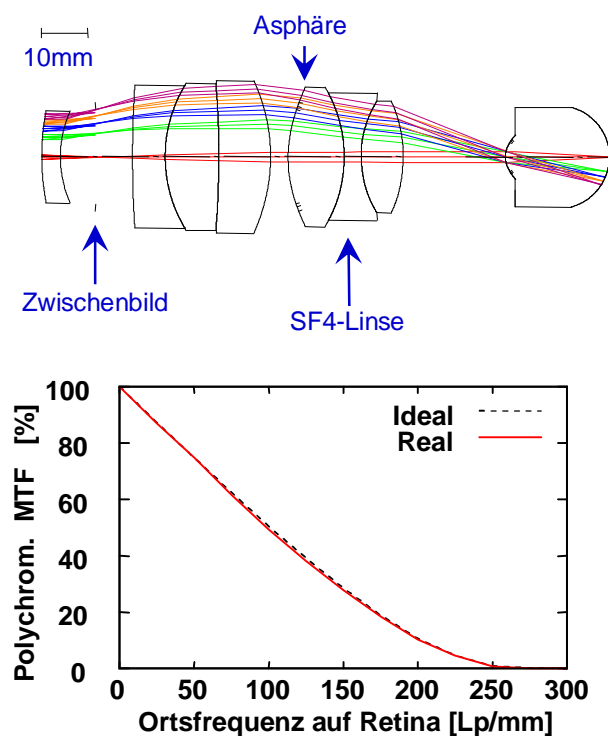 Asphäre
10mm
Zwischenbild
SF4-Linse
Polychrom. MTF [%]
100
80
60
40
20
0
Ideal
Real
0 50 100 150 200 250 300
Ortsfrequenz auf Retina [Lp/mm]